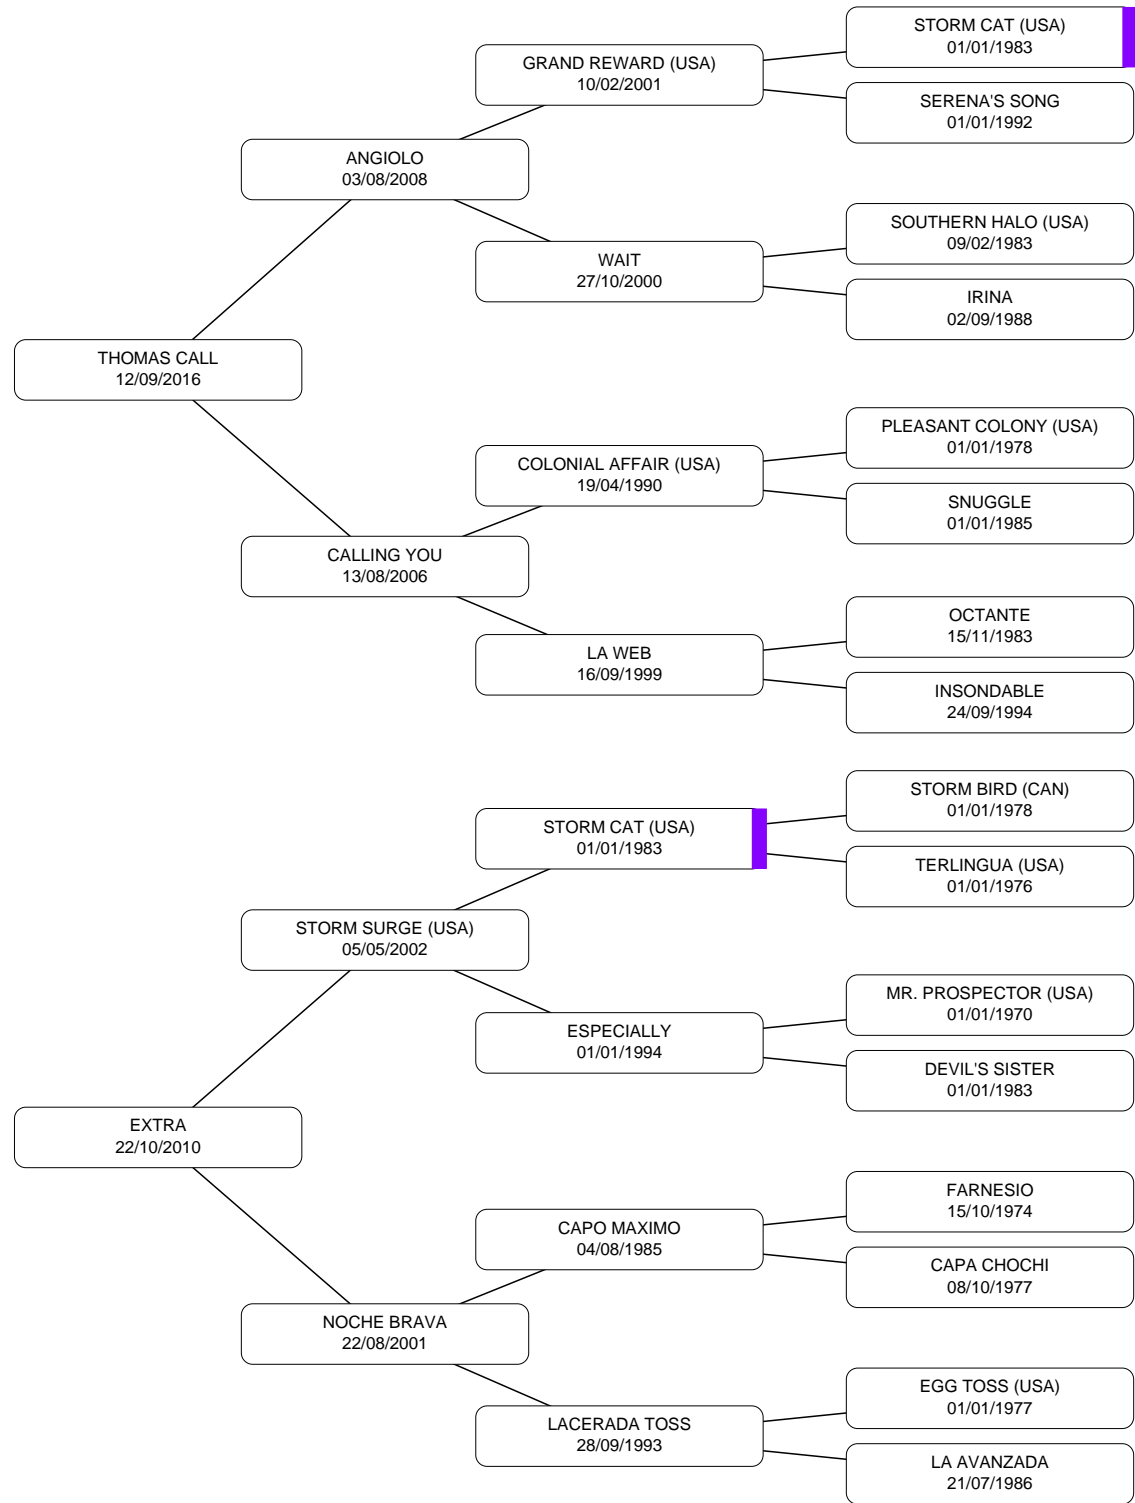 STORM CAT (USA)
01/01/1983
GRAND REWARD (USA)
10/02/2001
SERENA'S SONG
01/01/1992
ANGIOLO
03/08/2008
SOUTHERN HALO (USA)
09/02/1983
WAIT
27/10/2000
IRINA
02/09/1988
THOMAS CALL
12/09/2016
PLEASANT COLONY (USA)
01/01/1978
COLONIAL AFFAIR (USA)
19/04/1990
SNUGGLE
01/01/1985
CALLING YOU
13/08/2006
OCTANTE
15/11/1983
LA WEB
16/09/1999
INSONDABLE
24/09/1994
STORM BIRD (CAN)
01/01/1978
STORM CAT (USA)
01/01/1983
TERLINGUA (USA)
01/01/1976
STORM SURGE (USA)
05/05/2002
MR. PROSPECTOR (USA)
01/01/1970
ESPECIALLY
01/01/1994
DEVIL'S SISTER
01/01/1983
EXTRA
22/10/2010
FARNESIO
15/10/1974
CAPO MAXIMO
04/08/1985
CAPA CHOCHI
08/10/1977
NOCHE BRAVA
22/08/2001
EGG TOSS (USA)
01/01/1977
LACERADA TOSS
28/09/1993
LA AVANZADA
21/07/1986